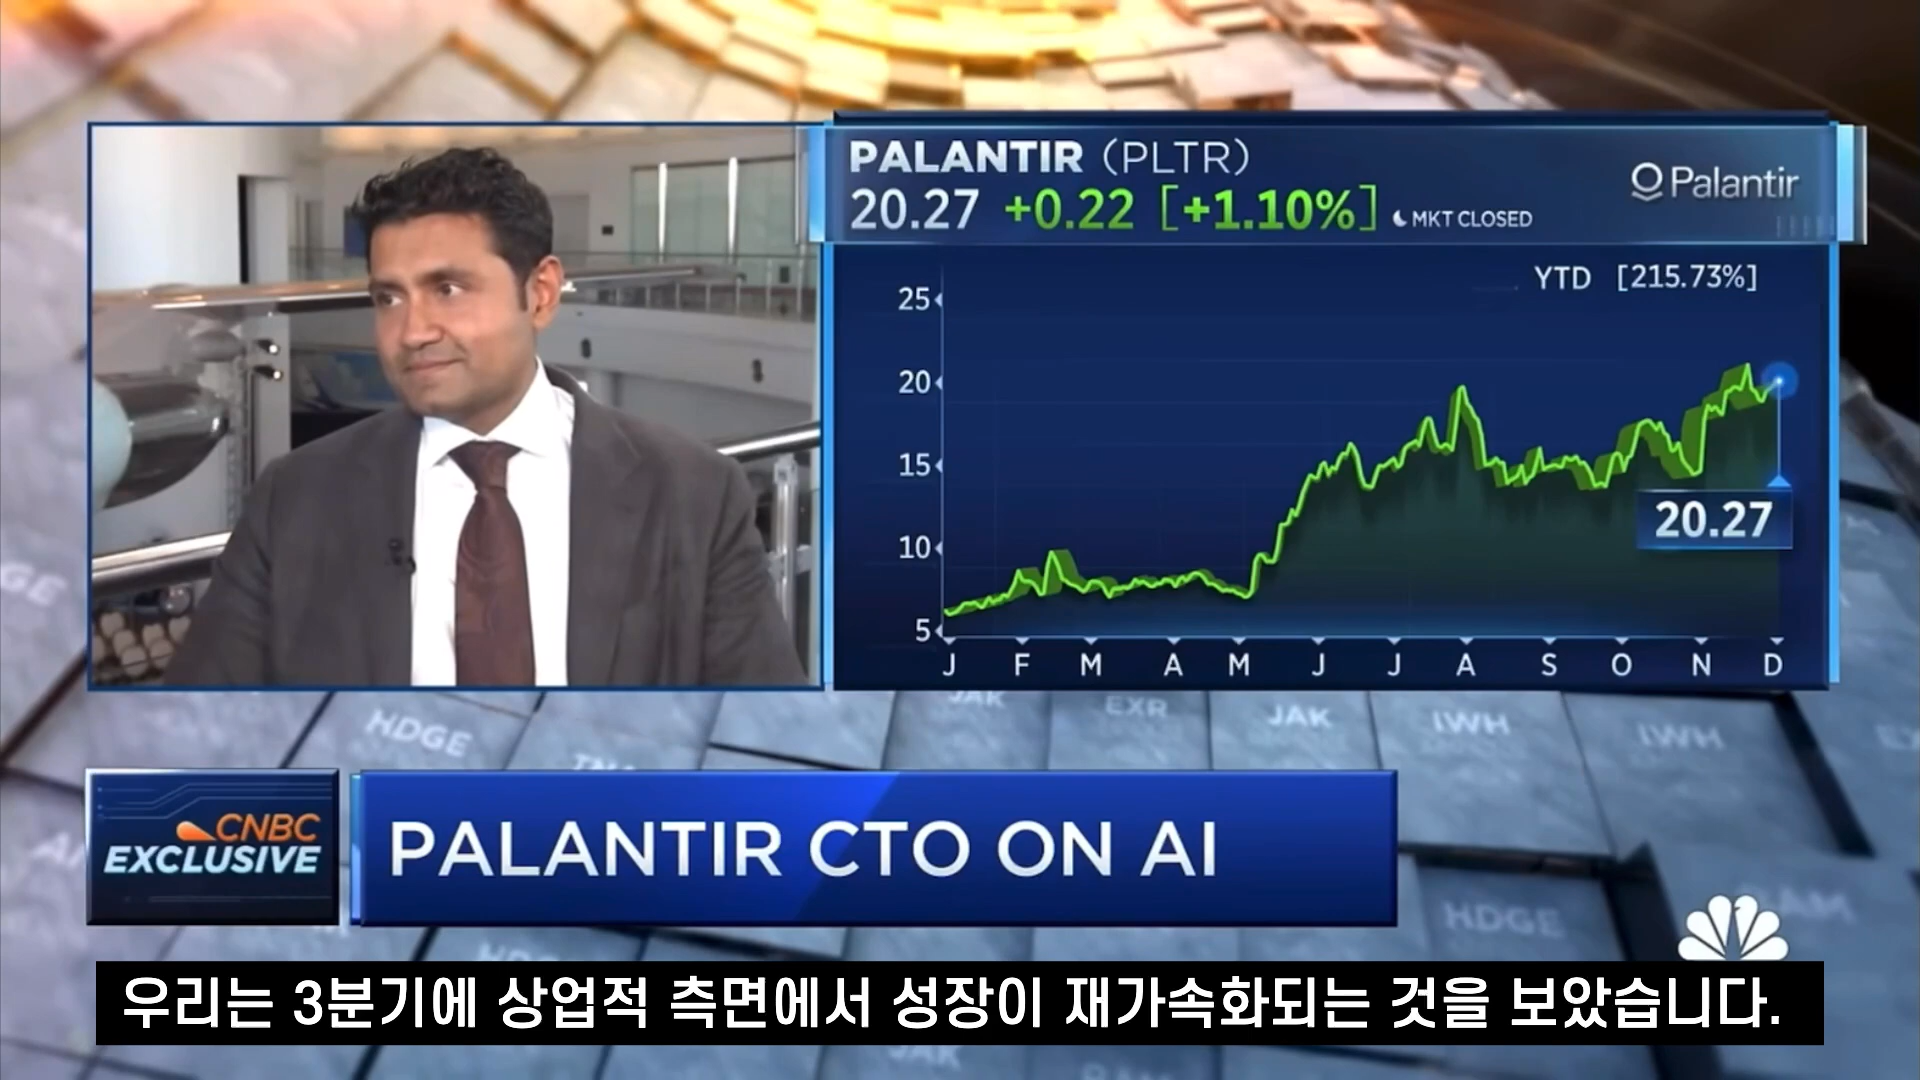 PALANTIR (PLTR)
20.27 +0.22 [+1.10%] MKT CLOSED
Palantir
YTD [215.73%]
25
20
15
10
5
20.27
J F M A M J J A S O N D
JAK EXR JAK IWH IWH
HDGE
GE
CNBC
EXCLUSIVE
PALANTIR CTO ON AI
HDGE
우리는 3분기에 상업적 측면에서 성장이 재가속화되는 것을 보았습니다.
JAK